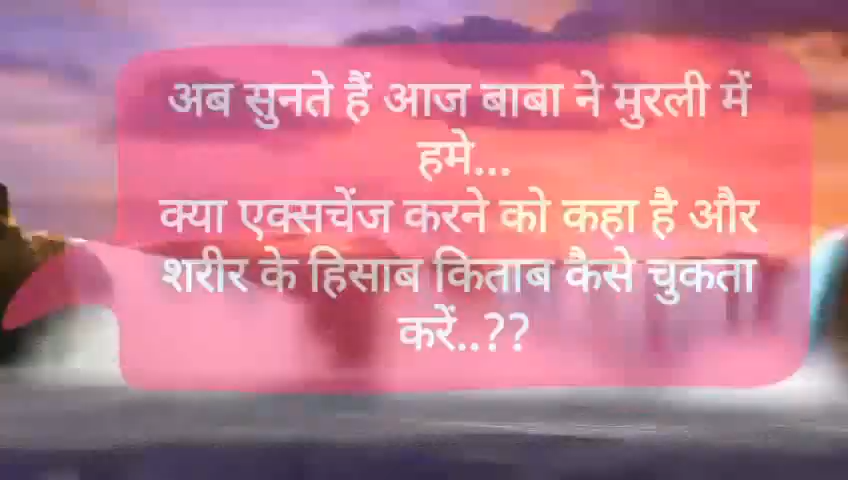 अब सुनते हैं आज बाबा ने मुरली में
हमे...
क्या एक्सचेंज करने को कहा है और
शरीर के हिसाब किताब कैसे चुकता
करें..??